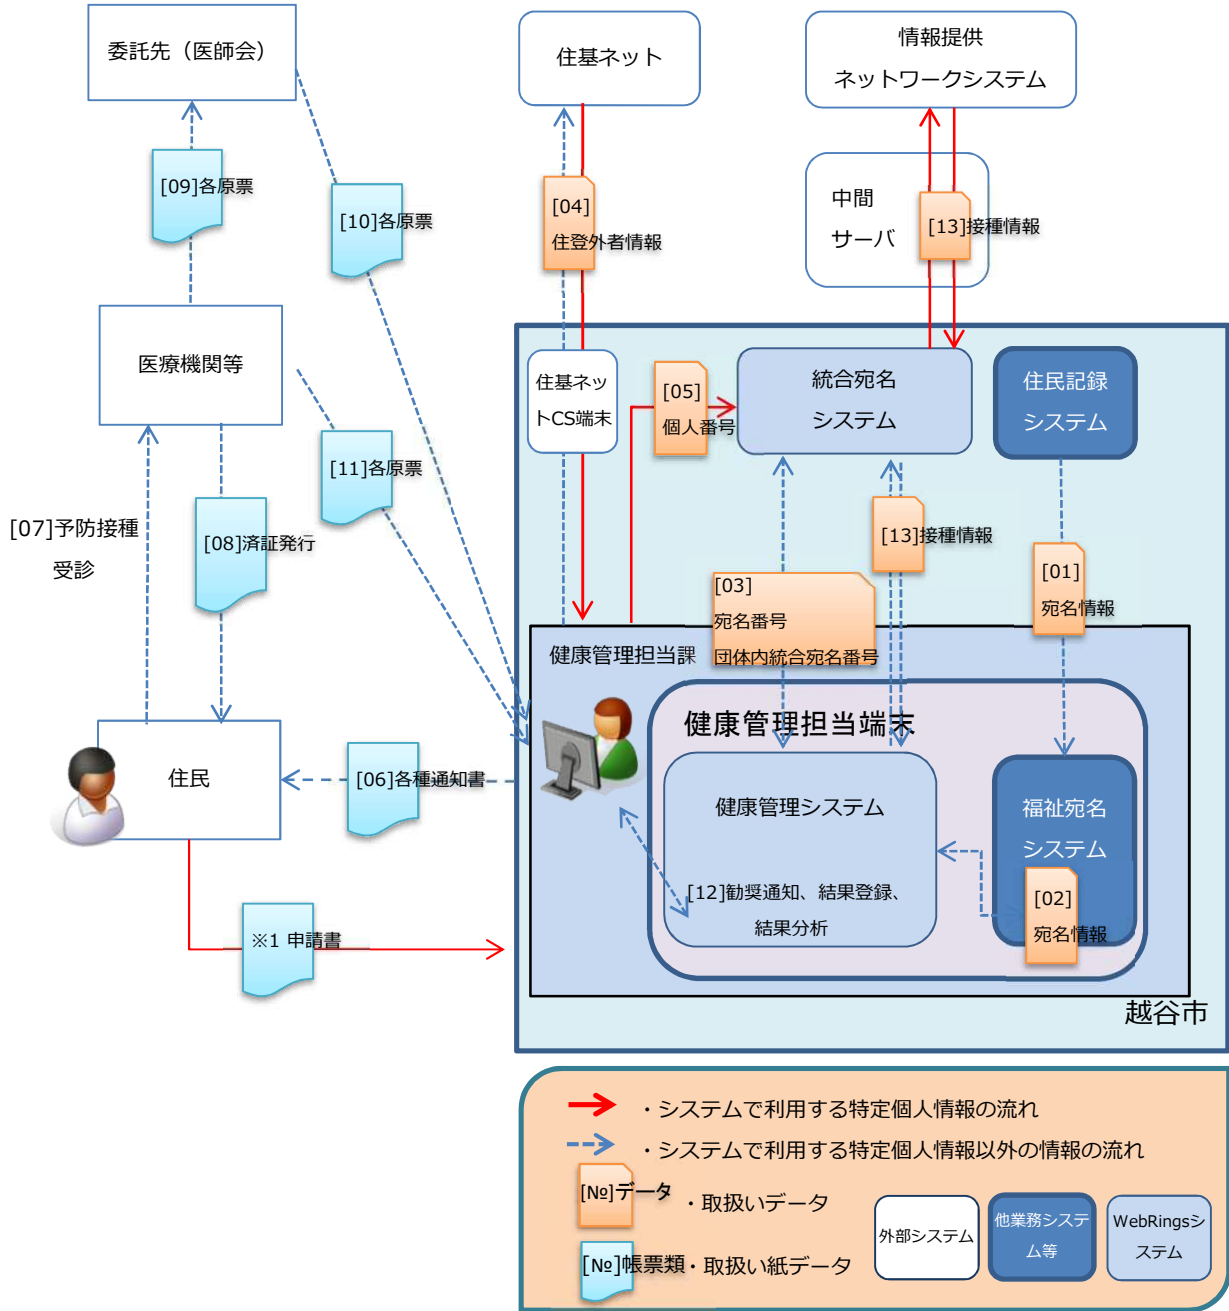 委託先（医師会）
住基ネット
情報提供
ネットワークシステム
[09]各原票
[10]各原票
[04]
住登外者情報
中間
サーバ
[13]接種情報
医療機関等
住基ネッ
トCS端末
[05]
個人番号
統合宛名
システム
住民記録
システム
[11]各原票
[07]予防接種
受診
[08]済証発行
[13]接種情報
[03]
宛名番号
団体内統合宛名番号
[01]
宛名情報
健康管理担当課
健康管理担当端末
住民
[06]各種通知書
健康管理システム
[12]勧奨通知、結果登録、
結果分析
福祉宛名
システム
[02]
宛名情報
※1 申請書
越谷市
・システムで利用する特定個人情報の流れ
・システムで利用する特定個人情報以外の情報の流れ
[№]データ
・取扱いデータ
[№]帳票類
・取扱い紙データ
外部システム
他業務システ
ム等
WebRingsシ
ステム